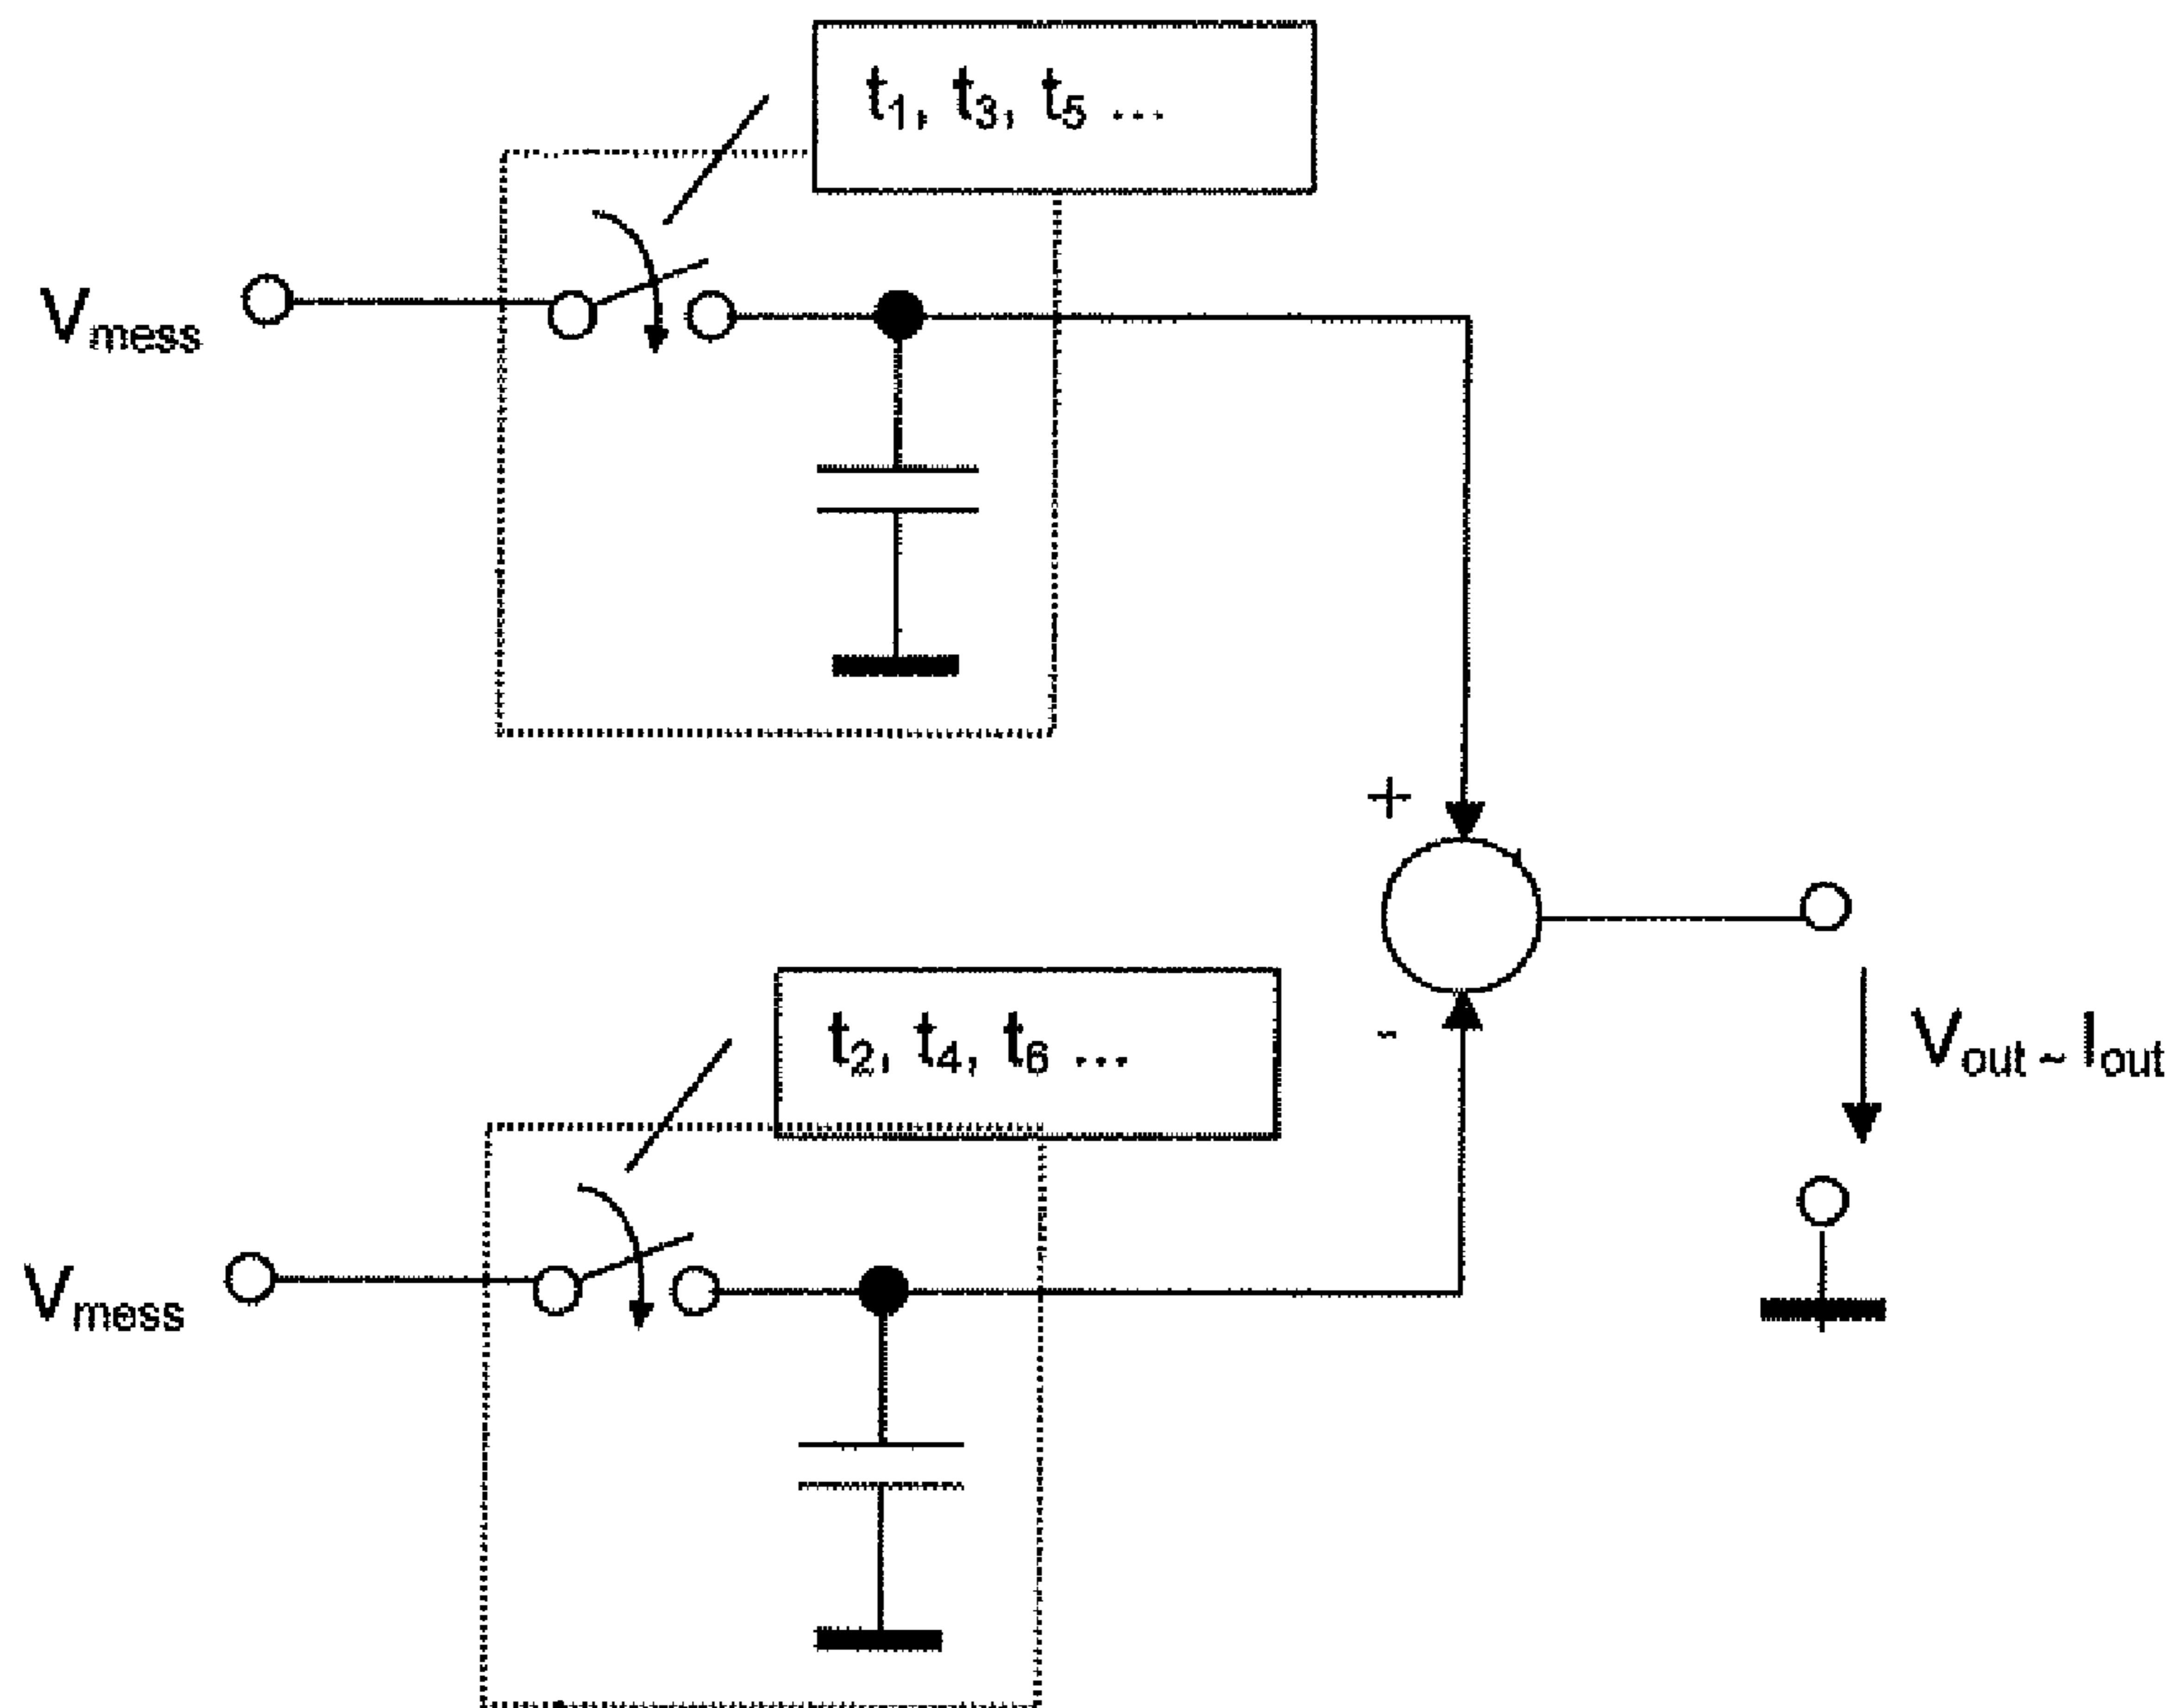 t₁, t₃, t₅ ...
Vmess
+
-
t₂, t₄, t₆ ...
Vout ~ Iout
Vmess